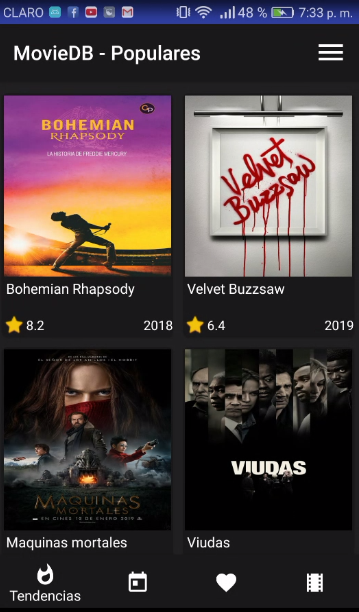 CLARO 48 % 7:33 p. m.
MovieDB - Populares
BOHEMIAN
RHAPSODY
LA HISTORIA DE FREDDIE MERCURY
Velvet
Buzzsaw
Bohemian Rhapsody
Velvet Buzzsaw
8.2 2018
6.4 2019
MAQUINAS
MORTALES
EN CINES 10 DE ENERO 2019
VIUDAS
Maquinas mortales
Viudas
Tendencias